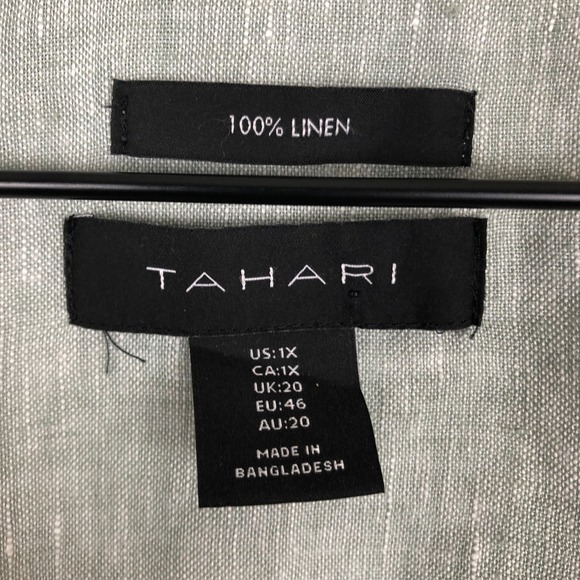 100% LINEN
TAHARI
US:1X
CA:1X
UK:20
EU:46
AU:20
MADE IN
BANGLADESH